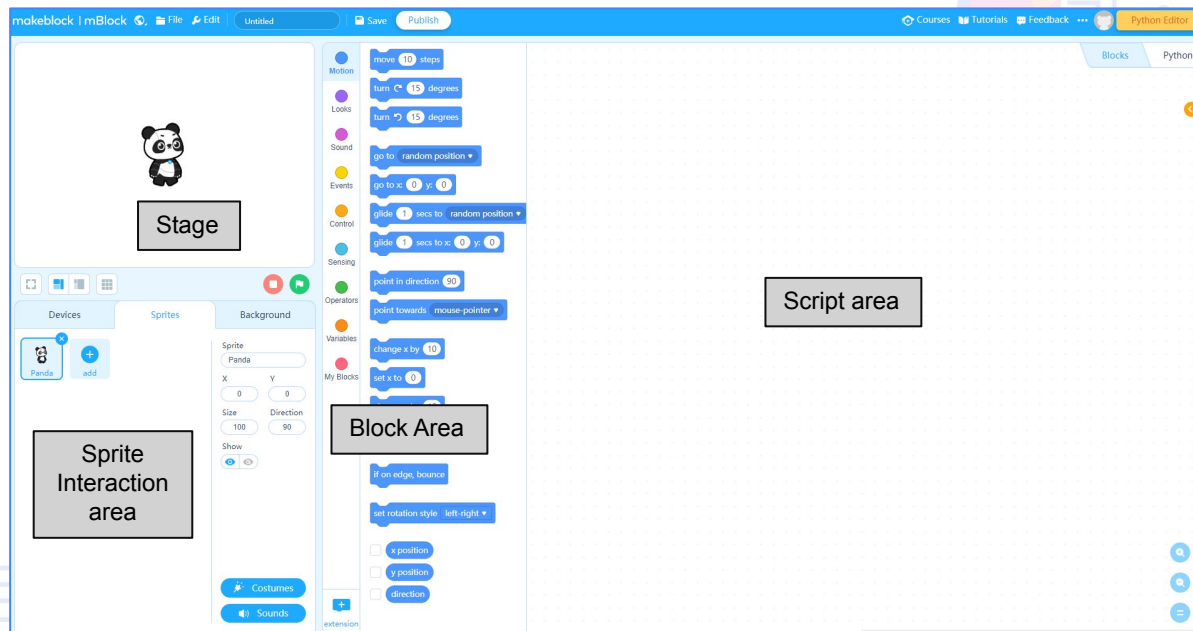 makeblock | mBlock File Edit Untitled Save Publish Courses Tutorials Feedback ... Python Editor
Blocks Python
Stage
Devices Sprites Background
Panda
add
Sprite
Panda
X Y
0 0
Size Direction
100 90
Show
Sprite
Interaction
area
Costumes
Sounds
Motion
Looks
Sound
Events
Control
Sensing
Operators
Variables
My Blocks
extension
move 10 steps
turn 15 degrees
turn 15 degrees
go to random position
go to x: 0 y: 0
glide 1 secs to random position
glide 1 secs to x: 0 y: 0
point in direction 90
point towards mouse-pointer
change x by 10
set x to 0
Block Area
if on edge, bounce
set rotation style left-right
x position
y position
direction
Script area